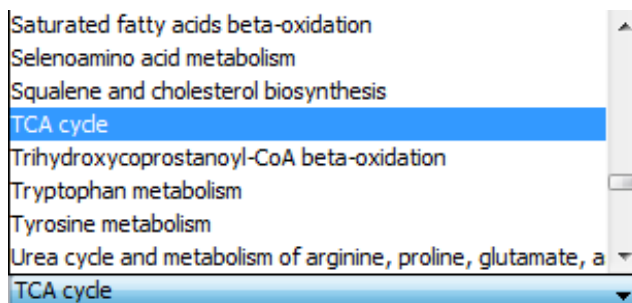 Saturated fatty acids beta-oxidation
Selenoamino acid metabolism
Squalene and cholesterol biosynthesis
TCA cycle
Trihydroxycoprostanoyl-CoA beta-oxidation
Tryptophan metabolism
Tyrosine metabolism
Urea cycle and metabolism of arginine, proline, glutamate, a
TCA cycle